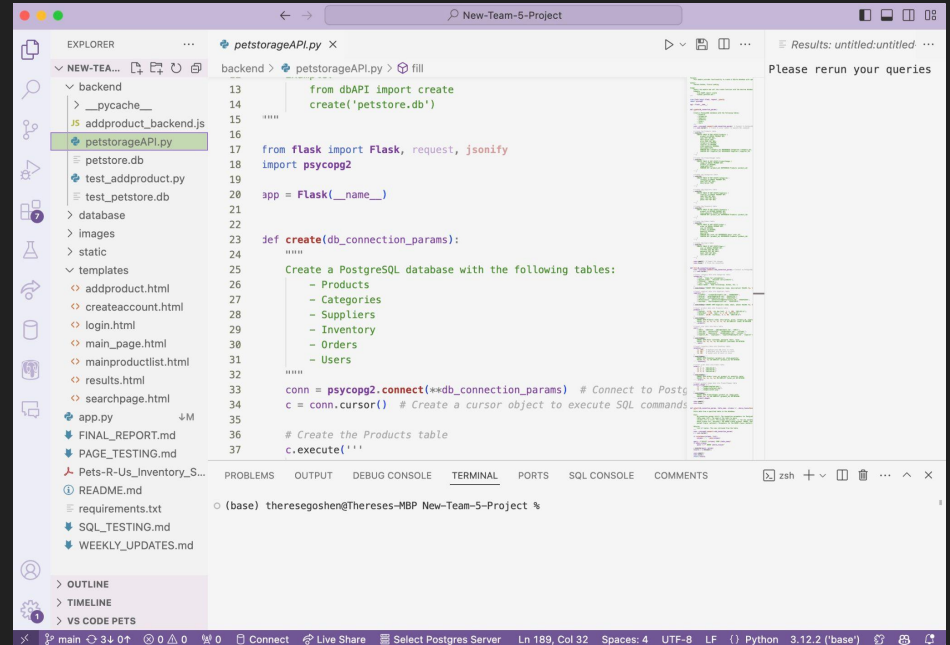 New-Team-5-Project
EXPLORER
NEW-TEA...
backend
__pycache__
JS addproduct_backend.js
petstorageAPI.py
petstore.db
test_addproduct.py
test_petstore.db
database
images
static
templates
<> addproduct.html
<> createaccount.html
<> login.html
<> main_page.html
<> mainproductlist.html
<> results.html
<> searchpage.html
app.py ↓M
FINAL_REPORT.md
PAGE_TESTING.md
Pets-R-Us_Inventory_S...
README.md
requirements.txt
SQL_TESTING.md
WEEKLY_UPDATES.md
OUTLINE
TIMELINE
VS CODE PETS
7
1
petstorageAPI.py ×
backend > petstorageAPI.py > fill
13 from dbAPI import create
14 create('petstore.db')
15 """
16
17 from flask import Flask, request, jsonify
18 import psycopg2
19
20 app = Flask(__name__)
21
22
23 def create(db_connection_params):
24 """
25 Create a PostgreSQL database with the following tables:
26 - Products
27 - Categories
28 - Suppliers
29 - Inventory
30 - Orders
31 - Users
32 """
33 conn = psycopg2.connect(**db_connection_params) # Connect to Postg
34 c = conn.cursor() # Create a cursor object to execute SQL commands
35
36 # Create the Products table
37 c.execute('''
Results: untitled:untitled-
Please rerun your queries
PROBLEMS OUTPUT DEBUG CONSOLE TERMINAL PORTS SQL CONSOLE COMMENTS
zsh
(base) theresegoshen@Thereses-MBP New-Team-5-Project %
main 3↓ 0↑ 0 0 0 Connect Live Share Select Postgres Server Ln 189, Col 32 Spaces: 4 UTF-8 LF {} Python 3.12.2 ('base')